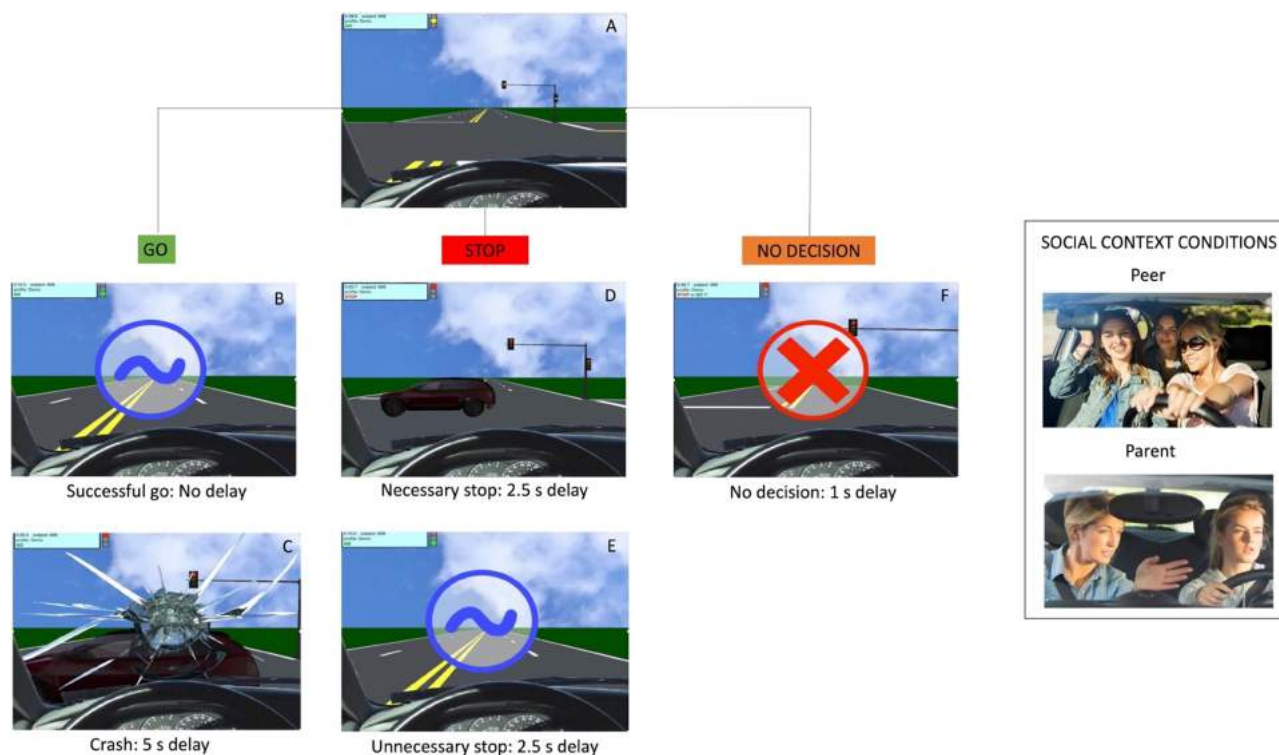 A
GO
STOP
NO DECISION
B
D
F
Successful go: No delay
Necessary stop: 2.5 s delay
No decision: 1 s delay
C
E
Crash: 5 s delay
Unnecessary stop: 2.5 s delay
SOCIAL CONTEXT CONDITIONS
Peer
Parent